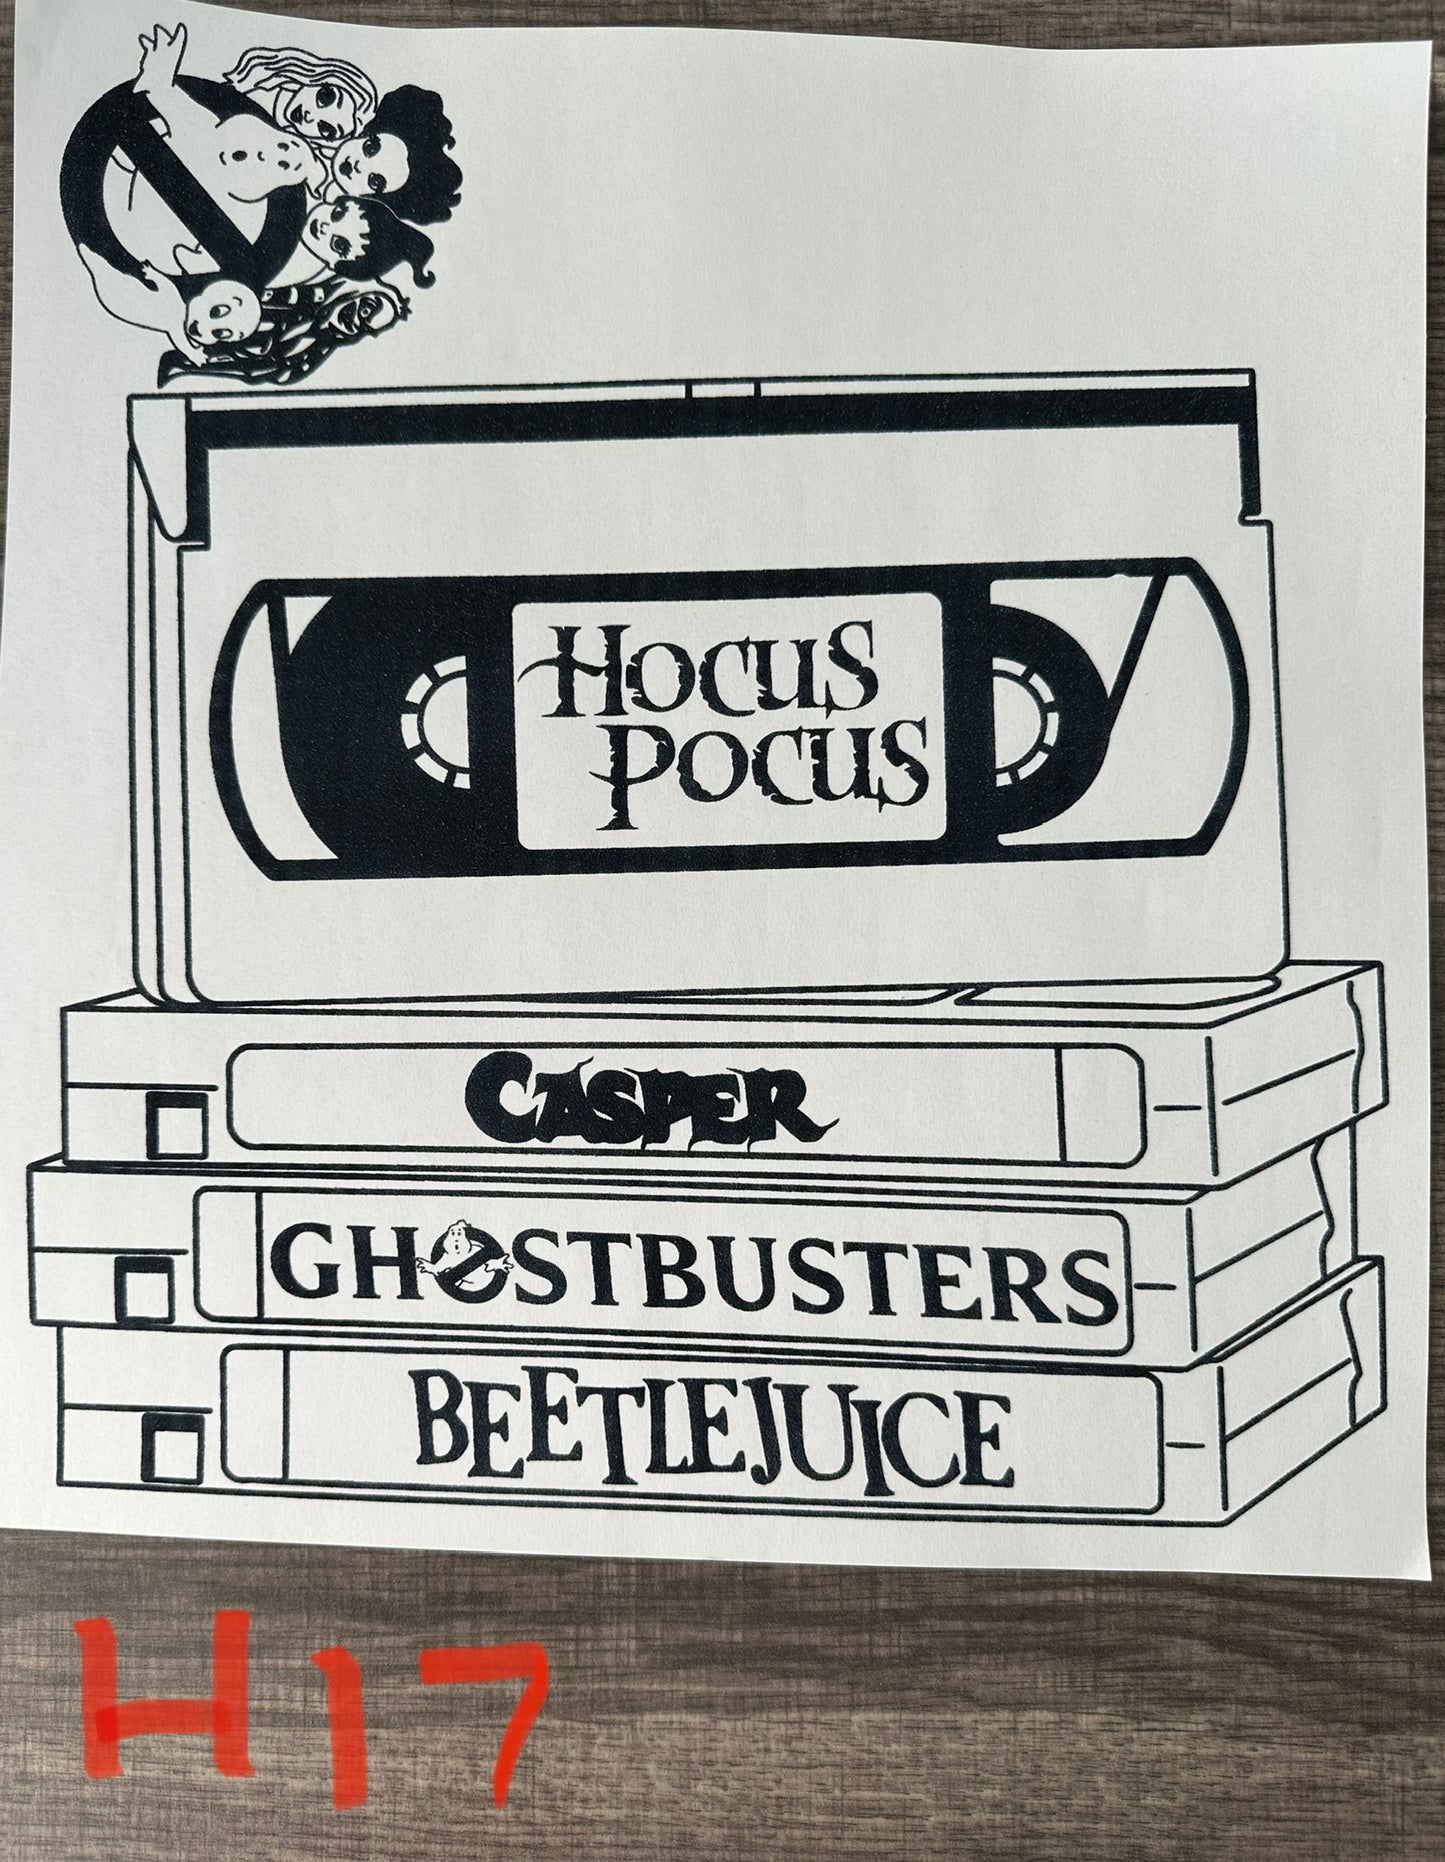 HOCUS
POCUS
CASPER
GHOSTBUSTERS
BEETLEJUICE
H17